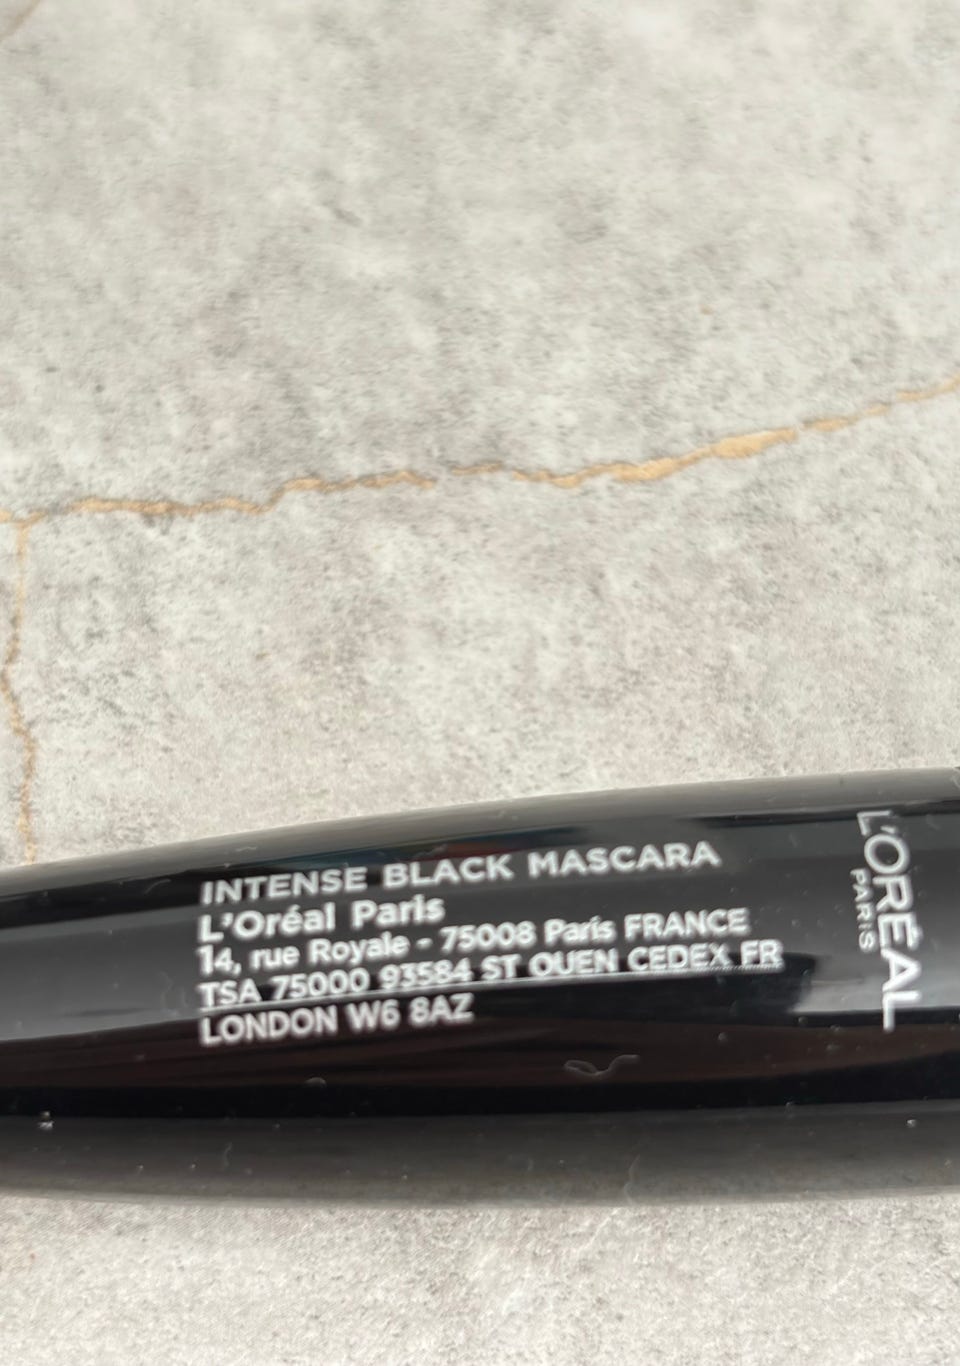 INTENSE BLACK MASCARA
L'Oréal Paris
14, rue Royale - 75008 Paris FRANCE
TSA 75000 93584 ST OUEN CEDEX FR
LONDON W6 8AZ
L'ORÉAL
PARIS